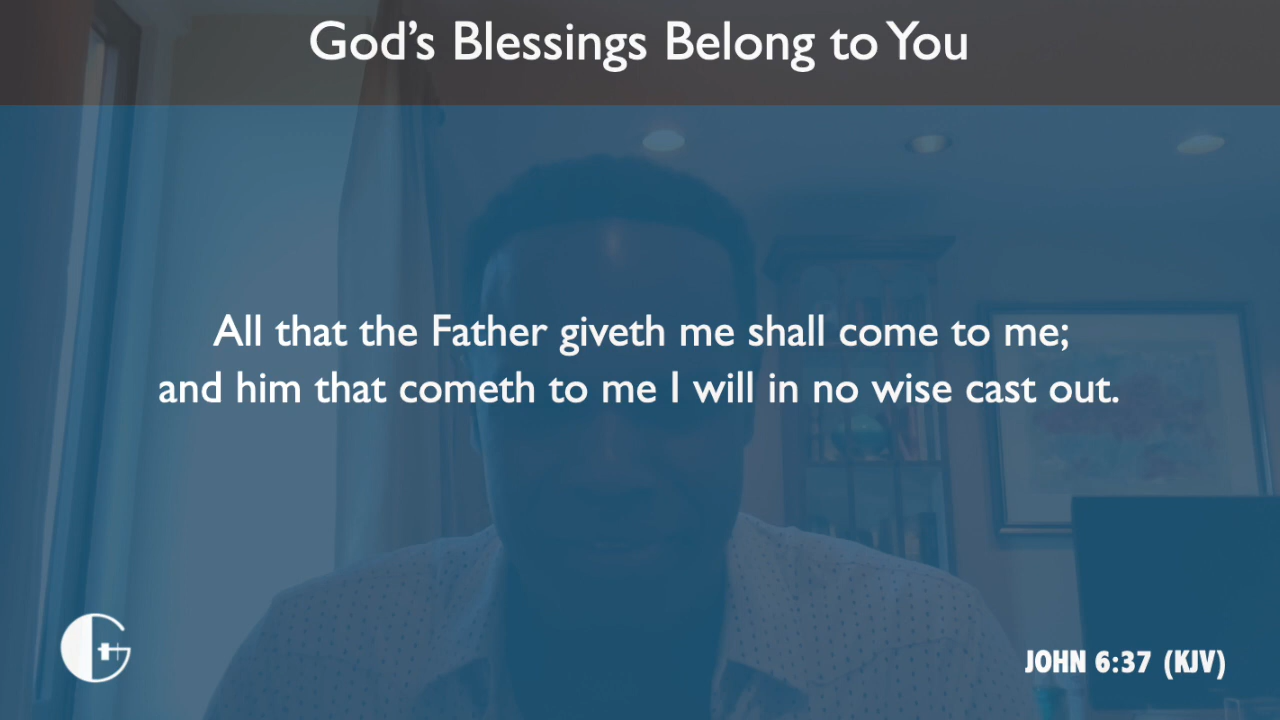 God’s Blessings Belong to You
All that the Father giveth me shall come to me;
and him that cometh to me I will in no wise cast out.
JOHN 6:37 (KJV)